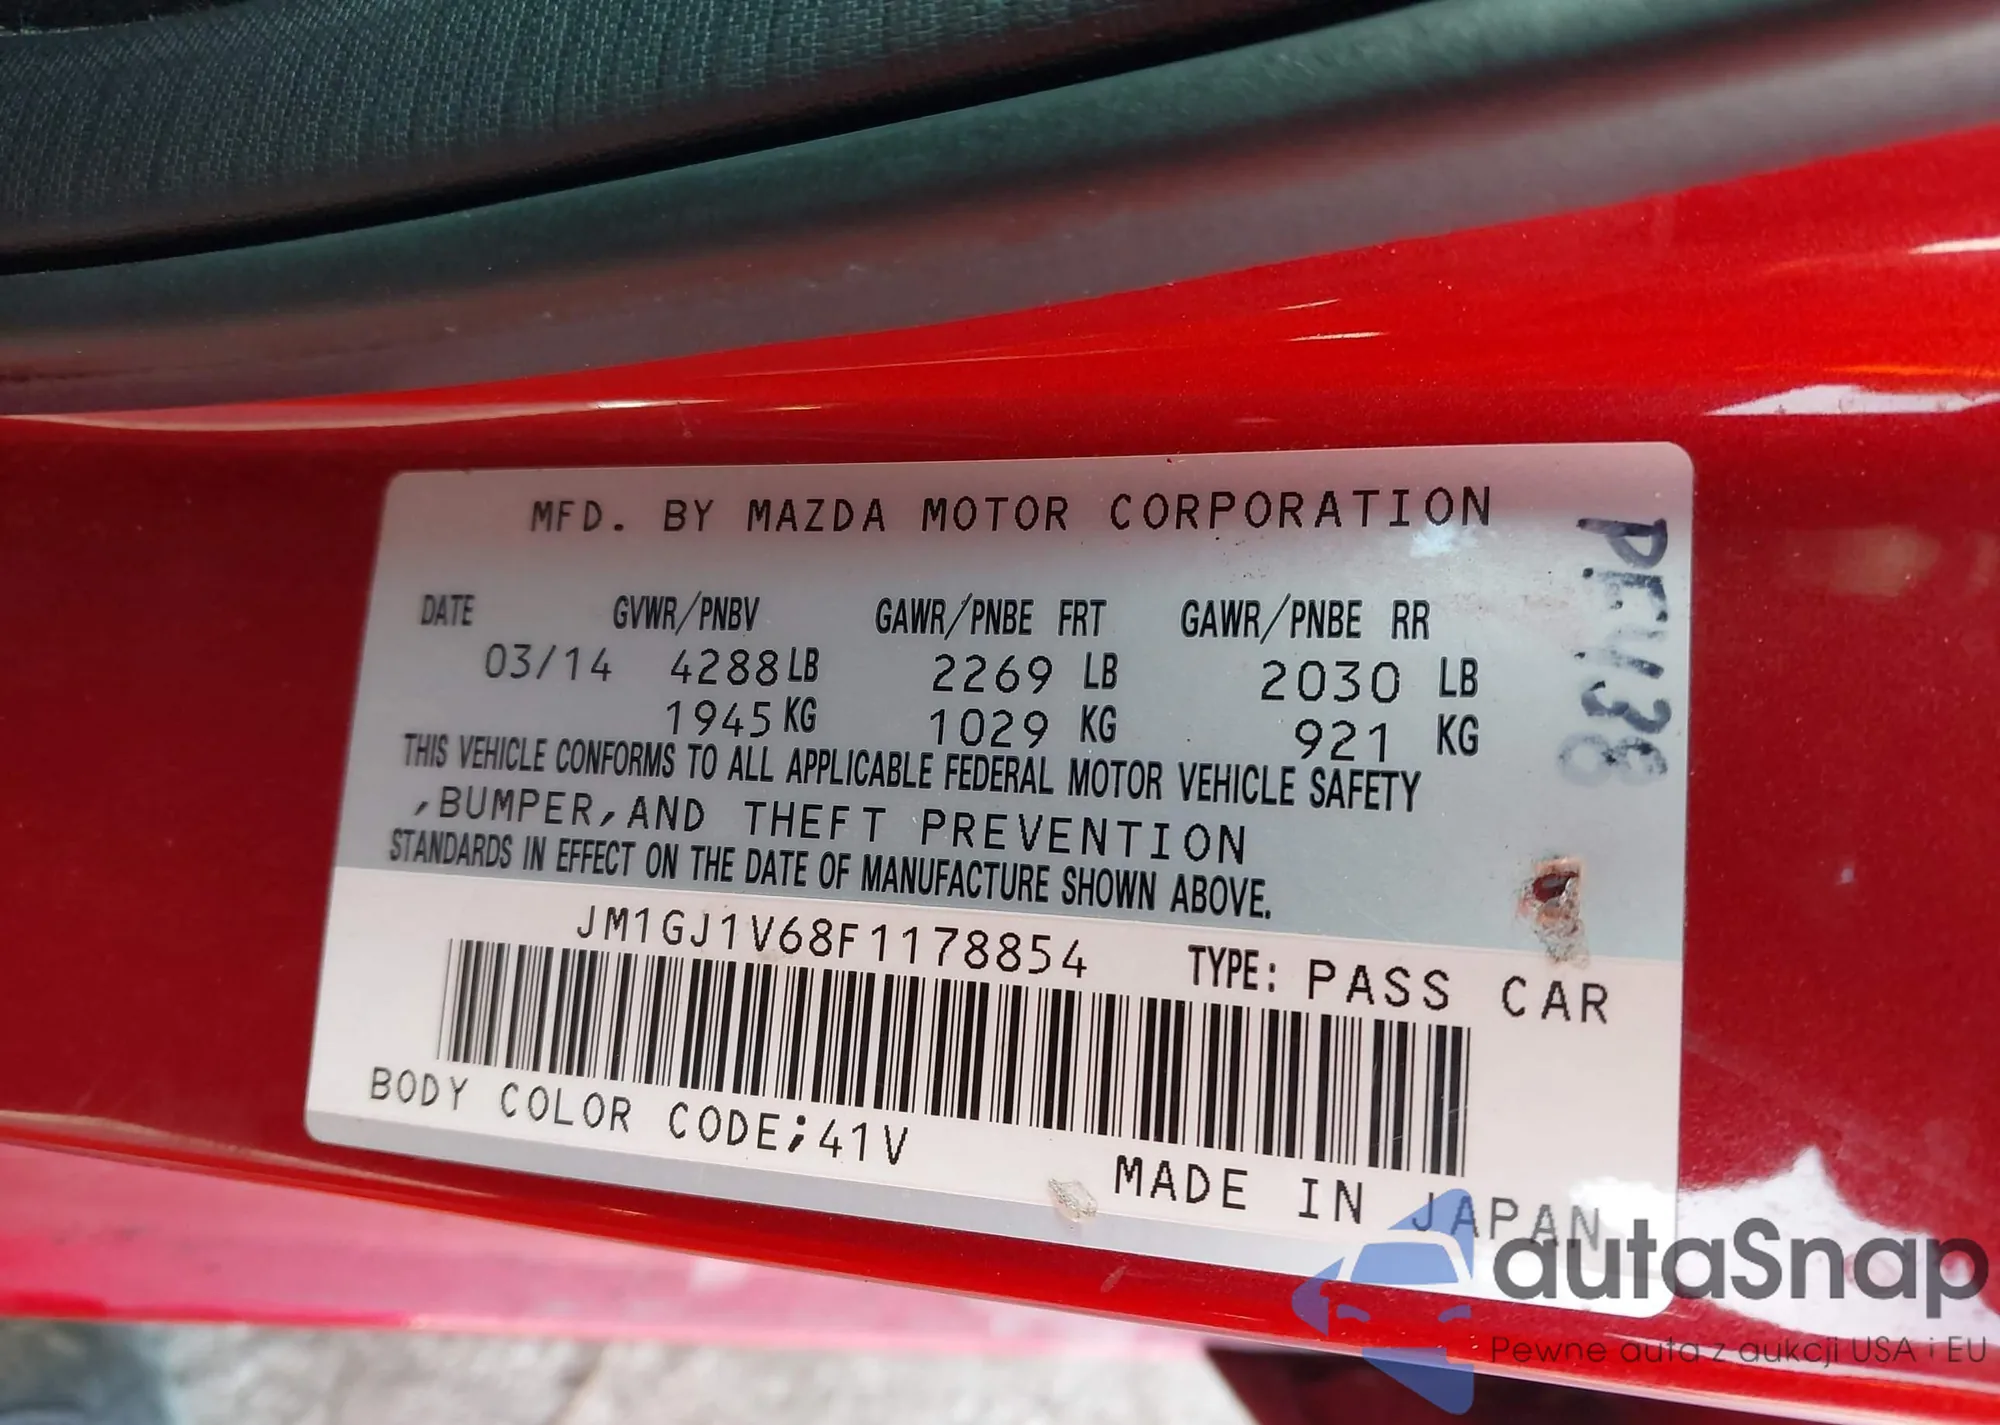 MFD. BY MAZDA MOTOR CORPORATION
DATE GVWR/PNBV GAWR/PNBE FRT GAWR/PNBE RR
03/14 4288 LB 2269 LB 2030 LB
1945 KG 1029 KG 921 KG
THIS VEHICLE CONFORMS TO ALL APPLICABLE FEDERAL MOTOR VEHICLE SAFETY
,BUMPER,AND THEFT PREVENTION
STANDARDS IN EFFECT ON THE DATE OF MANUFACTURE SHOWN ABOVE.
JM1GJ1V68F1178854 TYPE: PASS CAR
BODY COLOR CODE;41V
MADE IN JAPAN
autaSnap
Pewne auta z aukcji USA i EU